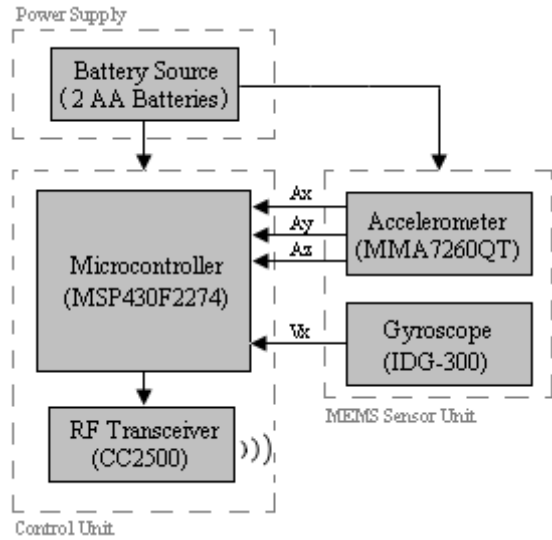 Power Supply
Battery Source
(2 AA Batteries)
Ax
Ay
Az
Microcontroller
(MSP430F2274)
Accelerometer
(MMA7260QT)
Vx
Gyroscope
(IDG-300)
MEMS Sensor Unit
RF Transceiver
(CC2500)
Control Unit